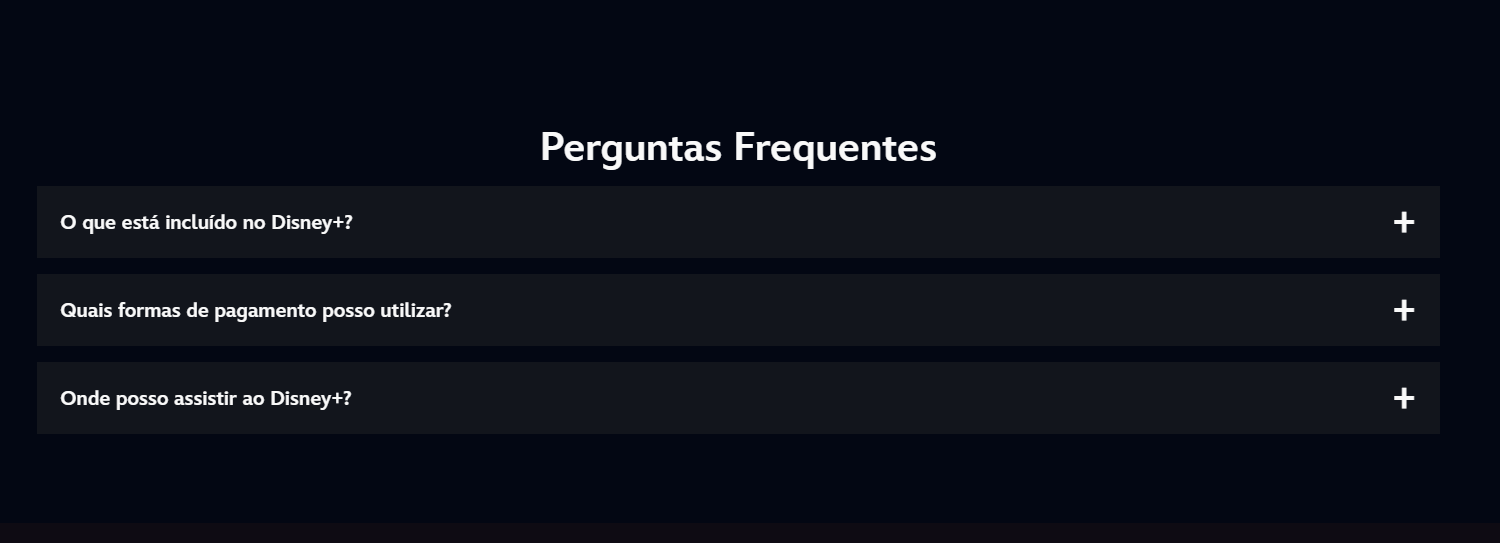 Perguntas Frequentes
O que está incluído no Disney+?
+
Quais formas de pagamento posso utilizar?
+
Onde posso assistir ao Disney+?
+